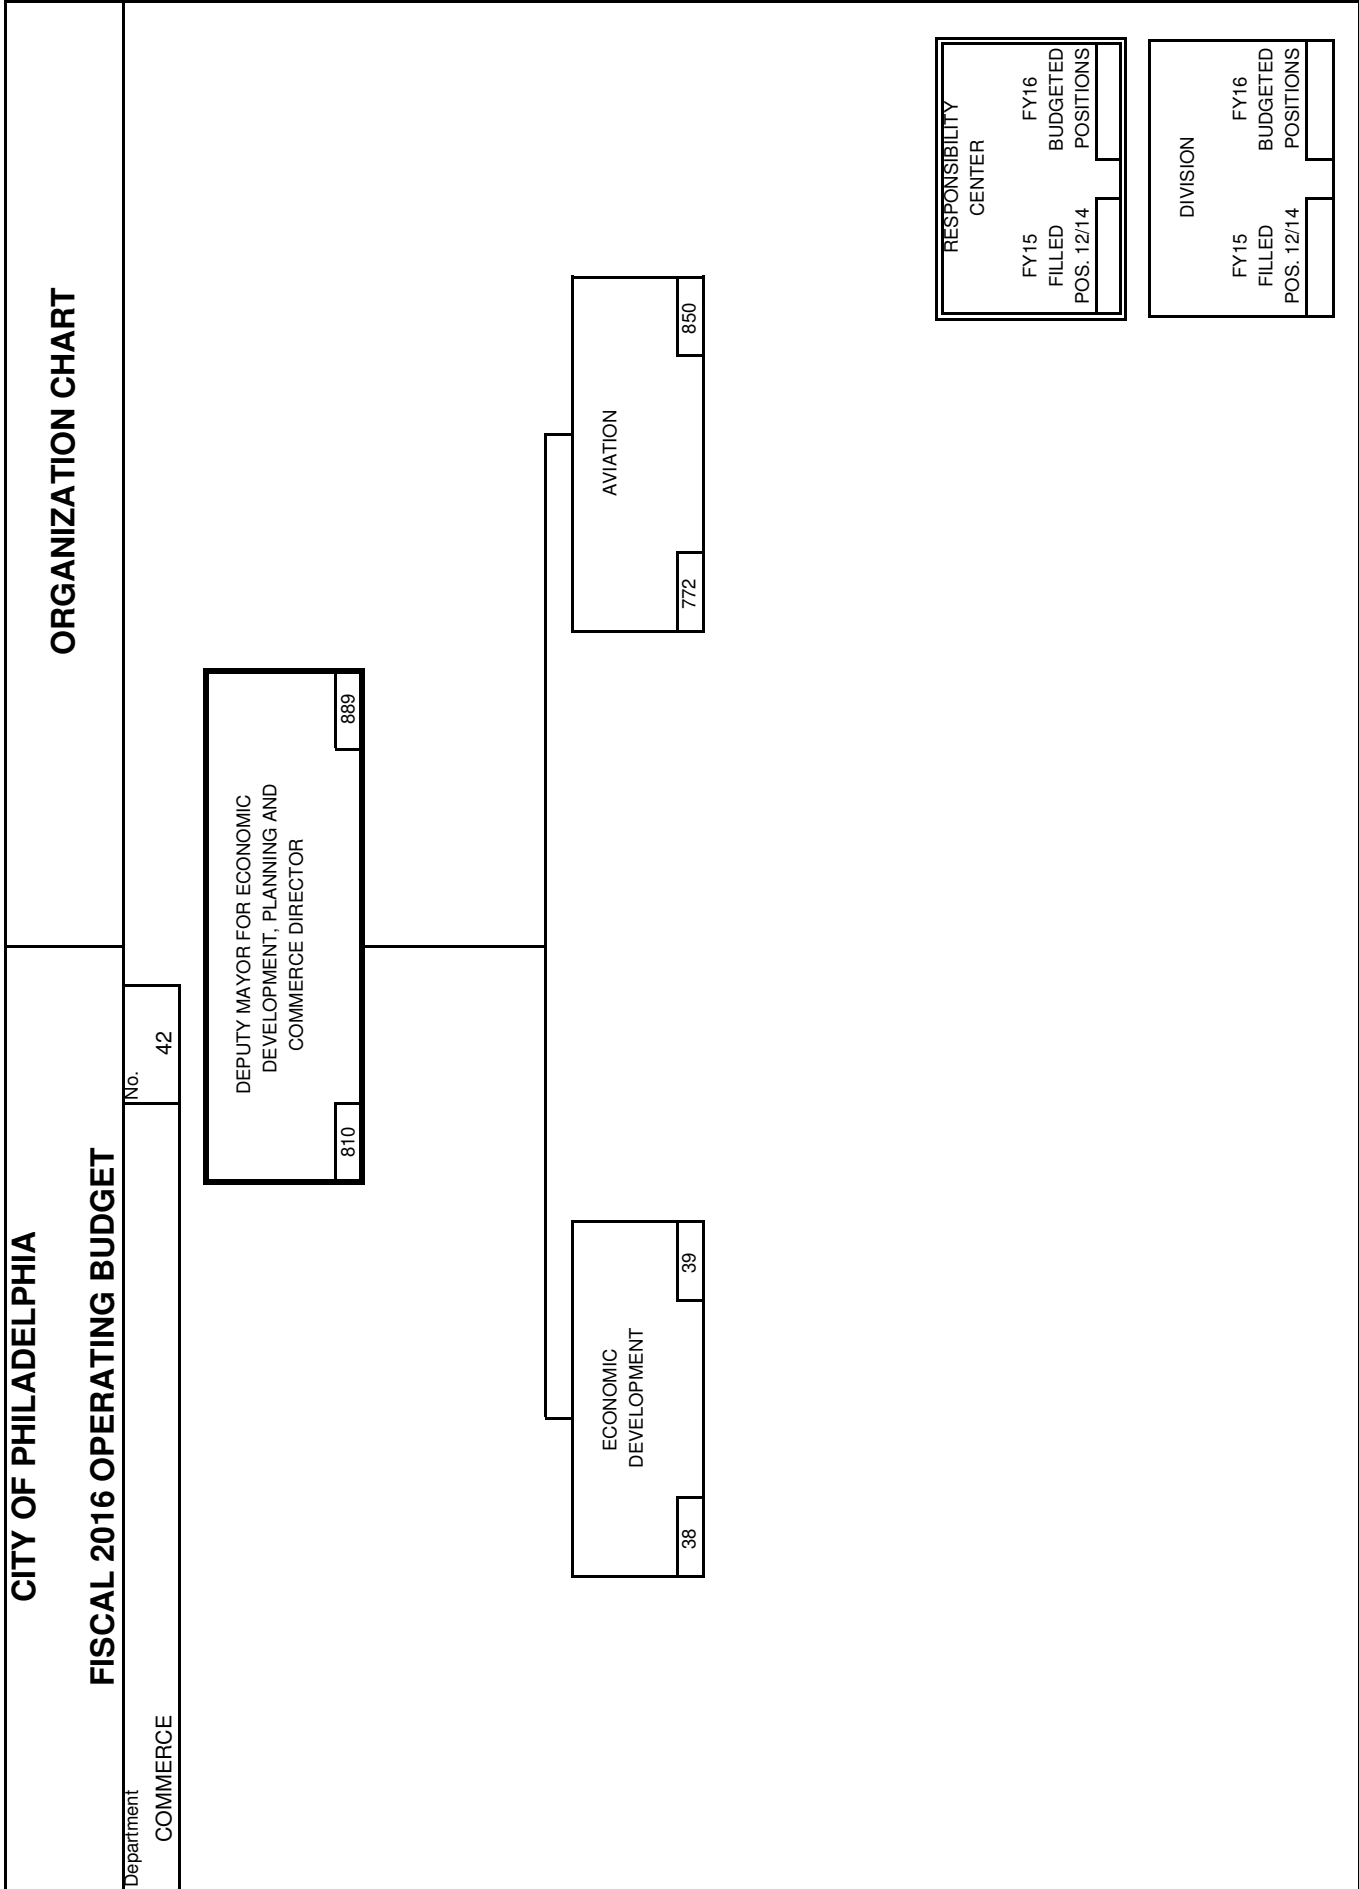 CITY OF PHILADELPHIA
FISCAL 2016 OPERATING BUDGET
ORGANIZATION CHART
Department
COMMERCE
No.
42
DEPUTY MAYOR FOR ECONOMIC
DEVELOPMENT, PLANNING AND
COMMERCE DIRECTOR
810
889
ECONOMIC
DEVELOPMENT
38
39
AVIATION
772
850
RESPONSIBILITY
CENTER
FY15
FILLED
POS. 12/14
FY16
BUDGETED
POSITIONS
DIVISION
FY15
FILLED
POS. 12/14
FY16
BUDGETED
POSITIONS